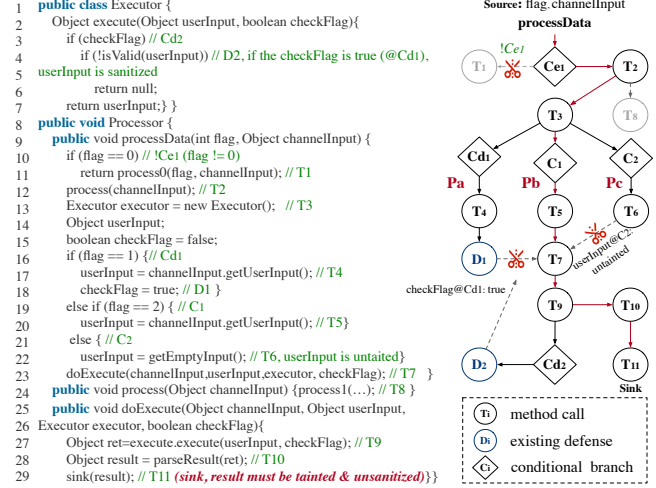 1 public class Executor {
2 Object execute(Object userInput, boolean checkFlag){
3 if (checkFlag) // Cd2
4 if (!isValid(userInput)) // D2, if the checkFlag is true (@Cd1),
5 userInput is sanitized
6 return null;
7 return userInput;} }
8 public void Processor {
9 public void processData(int flag, Object channelInput) {
10 if (flag == 0) // !Ce1 (flag != 0)
11 return process0(flag, channelInput); // T1
12 process(channelInput); // T2
13 Executor executor = new Executor(); // T3
14 Object userInput;
15 boolean checkFlag = false;
16 if (flag == 1) {// Cd1
17 userInput = channelInput.getUserInput(); // T4
18 checkFlag = true; // D1 }
19 else if (flag == 2) { // C1
20 userInput = channelInput.getUserInput(); // T5}
21 else { // C2
22 userInput = getEmptyInput(); // T6, userInput is untaited}
23 doExecute(channelInput,userInput,executor, checkFlag); // T7 }
24 public void process(Object channelInput) {process1(…); // T8 }
25 public void doExecute(Object channelInput, Object userInput,
26 Executor executor, boolean checkFlag){
27 Object ret=execute.execute(userInput, checkFlag); // T9
28 Object result = parseResult(ret); // T10
29 sink(result); // T11 (sink, result must be tainted & unsanitized)}}
Source: flag, channelInput
processData
!Ce1
T1
Ce1
T2
T3
T8
Cd1
C1
C2
Pa
Pb
Pc
T4
T5
T6
D1
T7
userInput@C2:
untainted
checkFlag@Cd1: true
T9
T10
D2
Cd2
T11
Sink
Ti method call
Di existing defense
Ci conditional branch